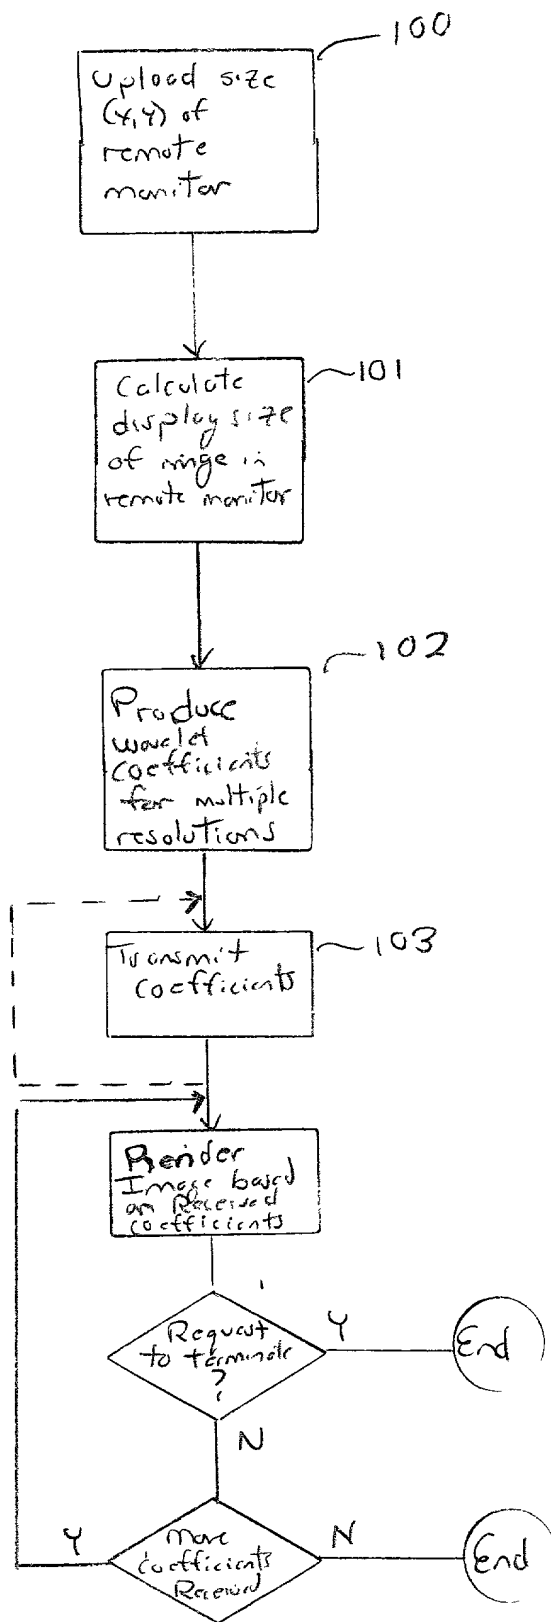 100
Upload size
(x,y) of
remote
monitor
101
Calculate
display size
of image in
remote monitor
102
Produce
wavelet
coefficients
for multiple
resolutions
103
Transmit
coefficients
Render
Image based
on Received
coefficients
Request
to terminate
?
Y
End
N
More
coefficients
Received
Y
N
End